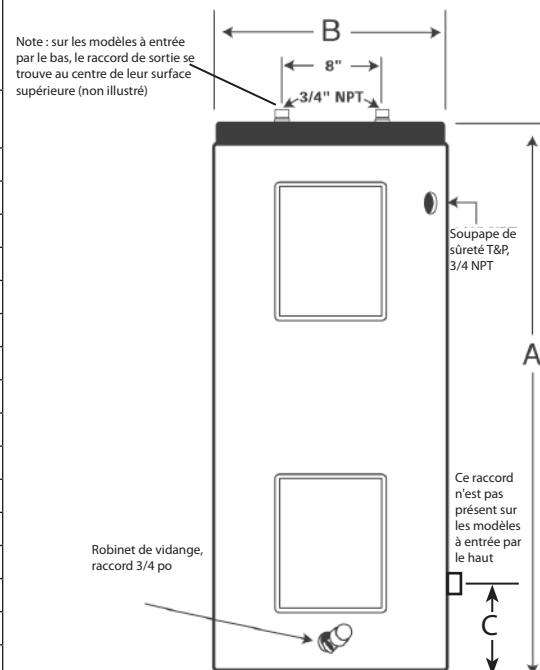 Note : sur les modèles à entrée
par le bas, le raccord de sortie se
trouve au centre de leur surface
supérieure (non illustré)
B
8"
3/4" NPT
Soupape de
sûreté T&P,
3/4 NPT
A
Ce raccord
n'est pas
présent sur
les modèles
à entrée par
le haut
Robinet de vidange,
raccord 3/4 po
C